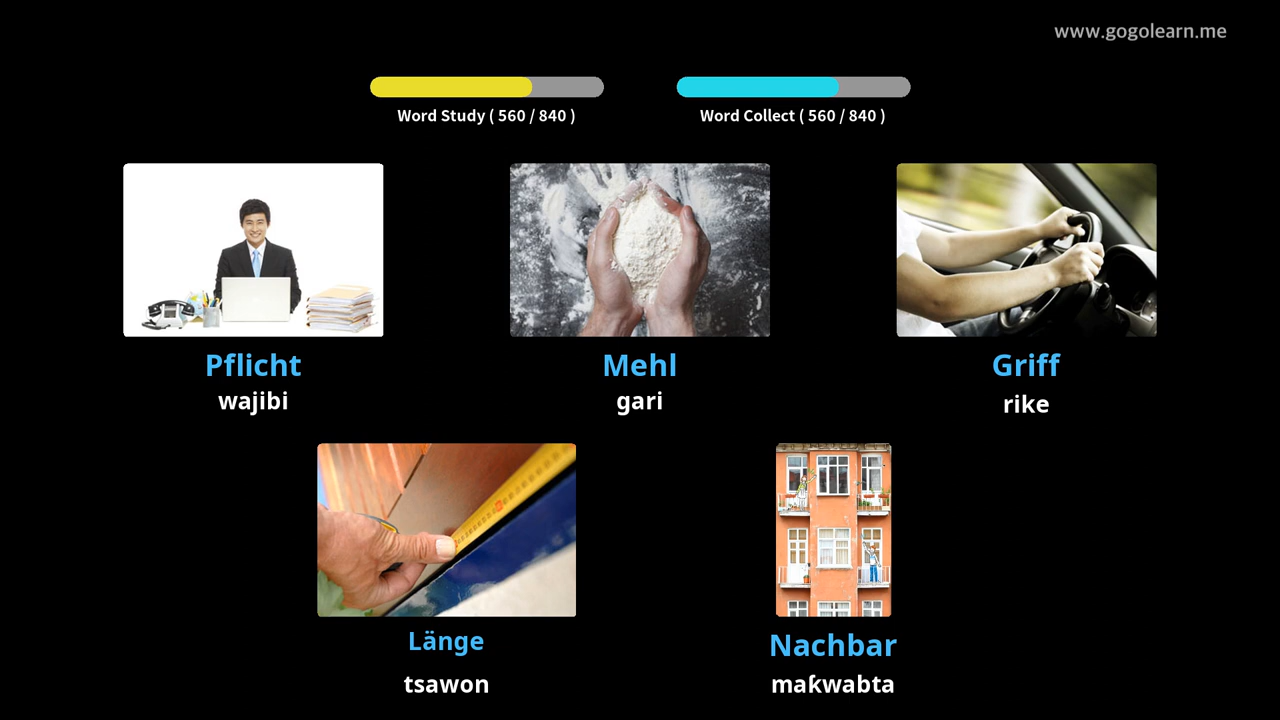 www.gogolearn.me
Word Study ( 560 / 840 )
Word Collect ( 560 / 840 )
Pflicht
wajibi
Mehl
gari
Griff
rike
Länge
tsawon
Nachbar
maƙwabta